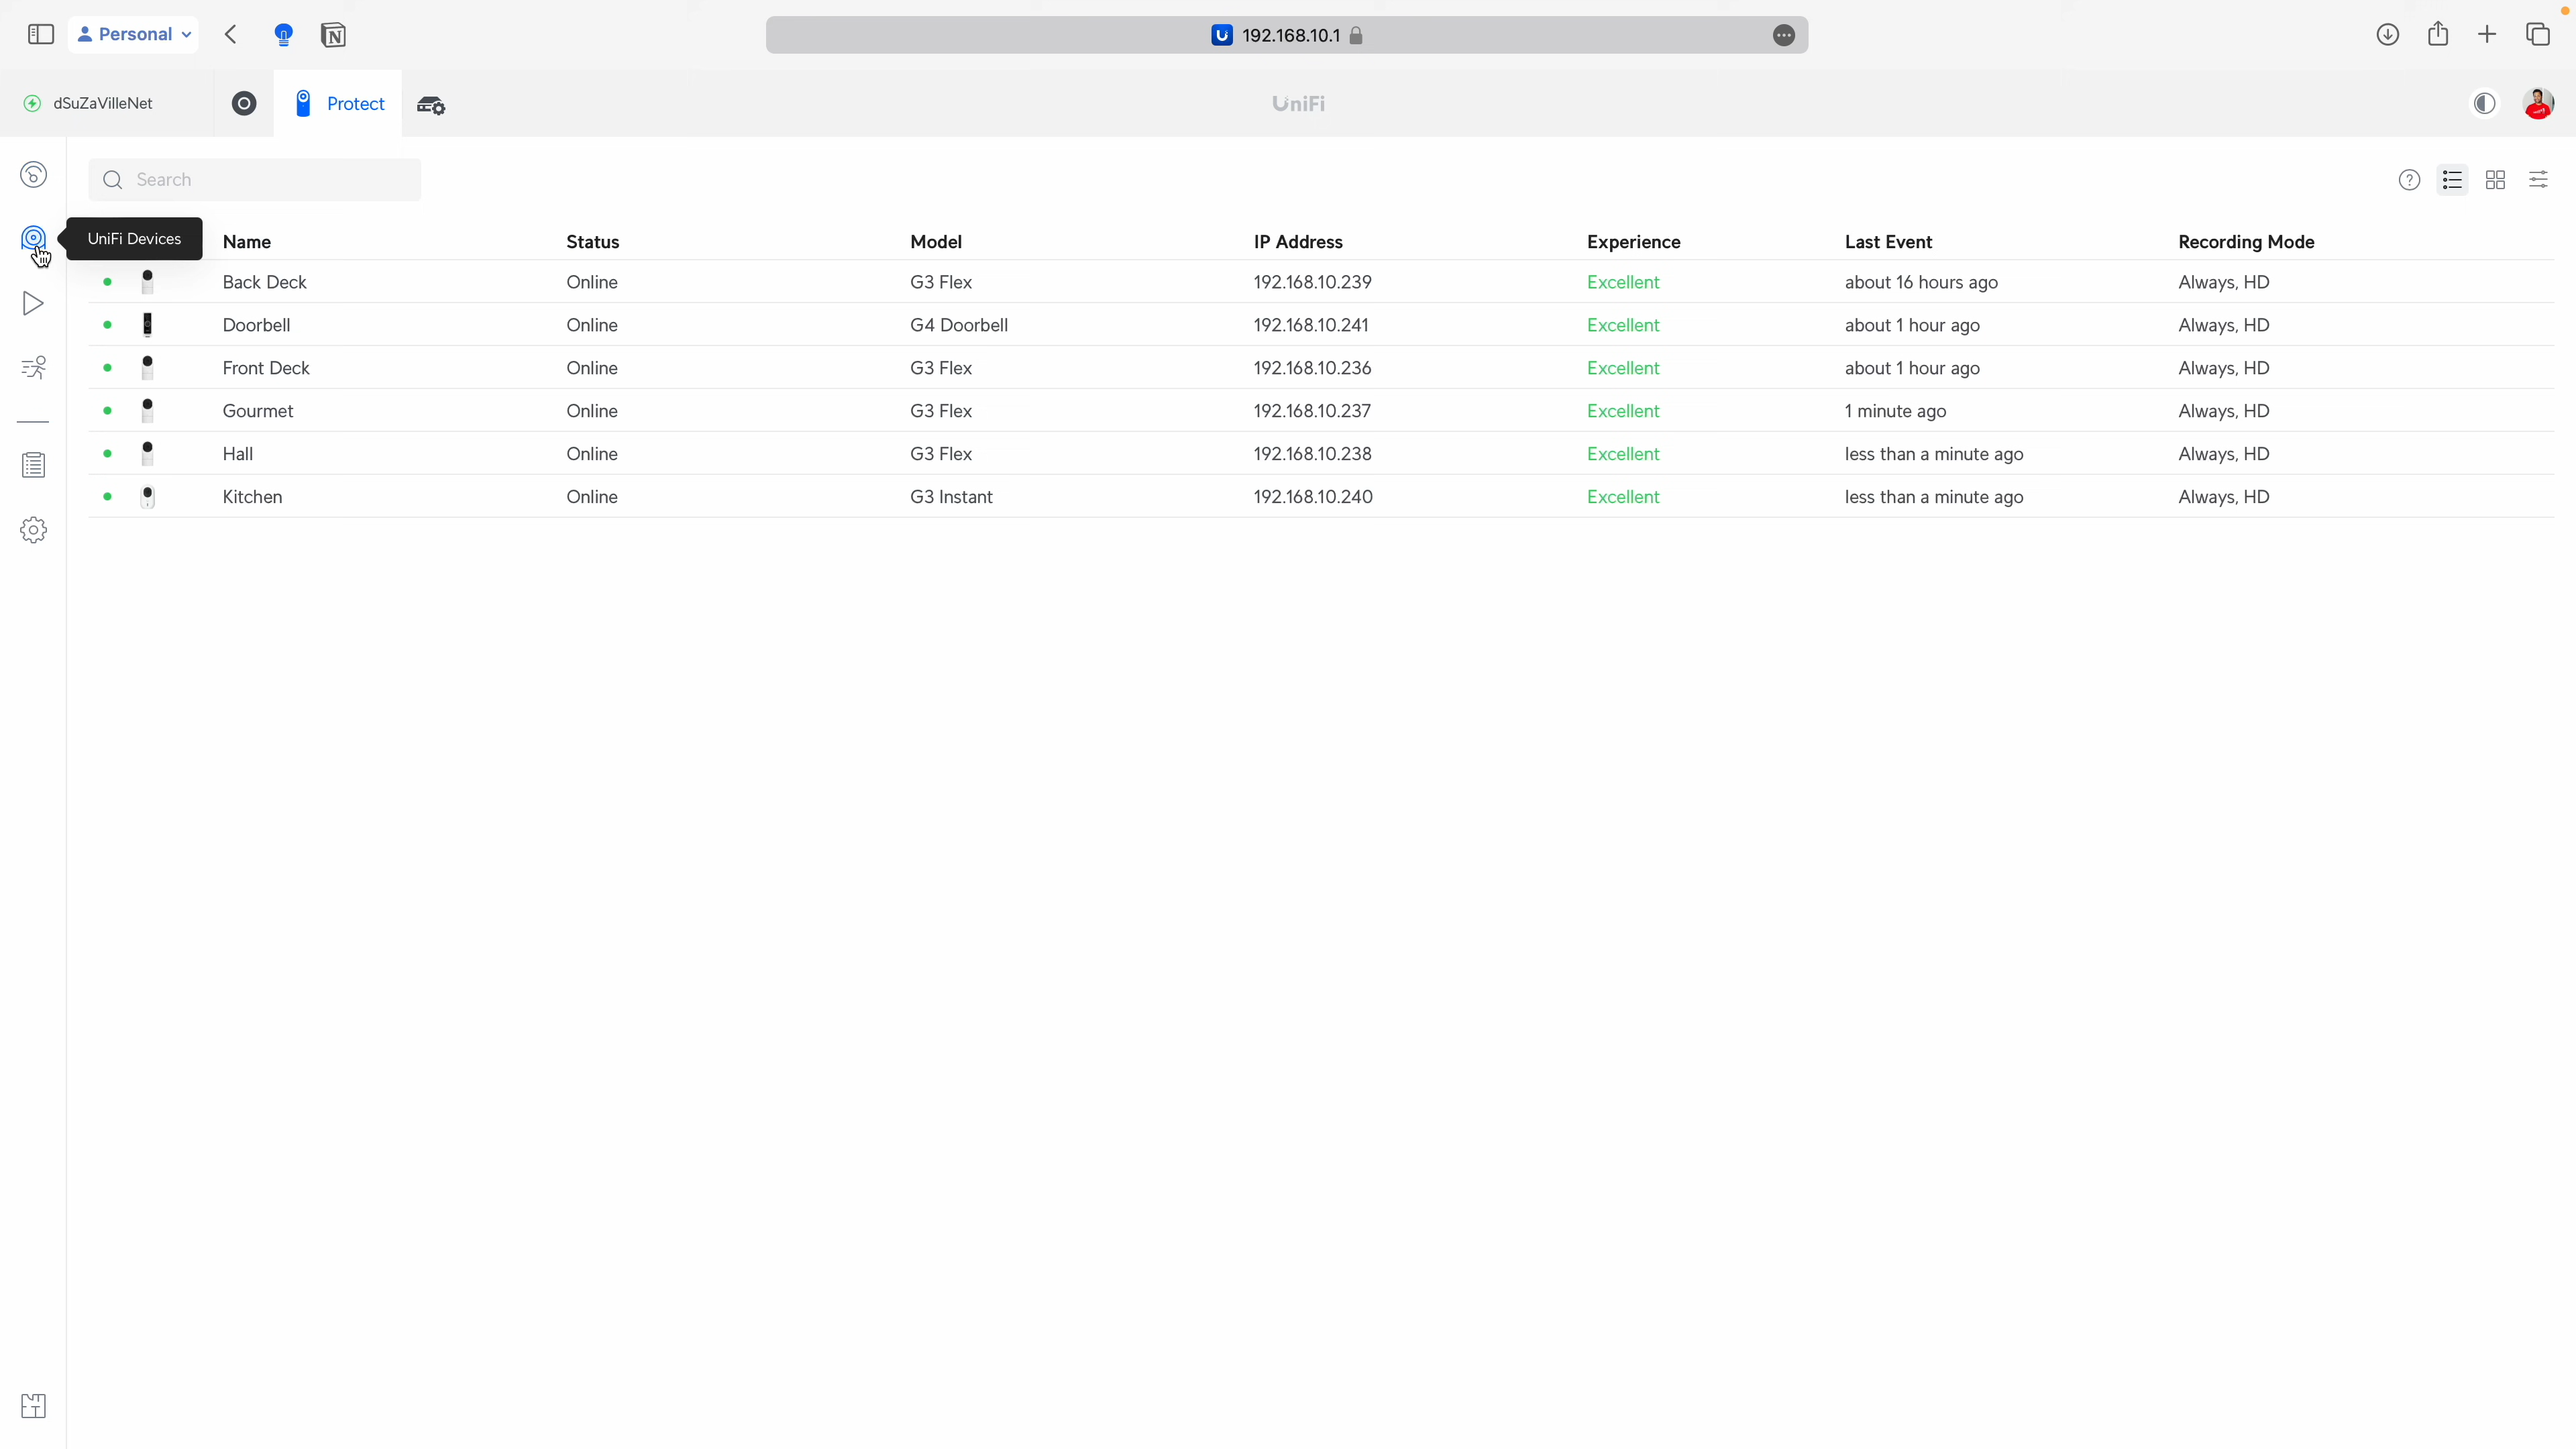 Personal
192.168.10.1
dSuZaVilleNet Protect UniFi
Search
UniFi Devices
Name Status Model IP Address Experience Last Event Recording Mode
Back Deck Online G3 Flex 192.168.10.239 Excellent about 16 hours ago Always, HD
Doorbell Online G4 Doorbell 192.168.10.241 Excellent about 1 hour ago Always, HD
Front Deck Online G3 Flex 192.168.10.236 Excellent about 1 hour ago Always, HD
Gourmet Online G3 Flex 192.168.10.237 Excellent 1 minute ago Always, HD
Hall Online G3 Flex 192.168.10.238 Excellent less than a minute ago Always, HD
Kitchen Online G3 Instant 192.168.10.240 Excellent less than a minute ago Always, HD